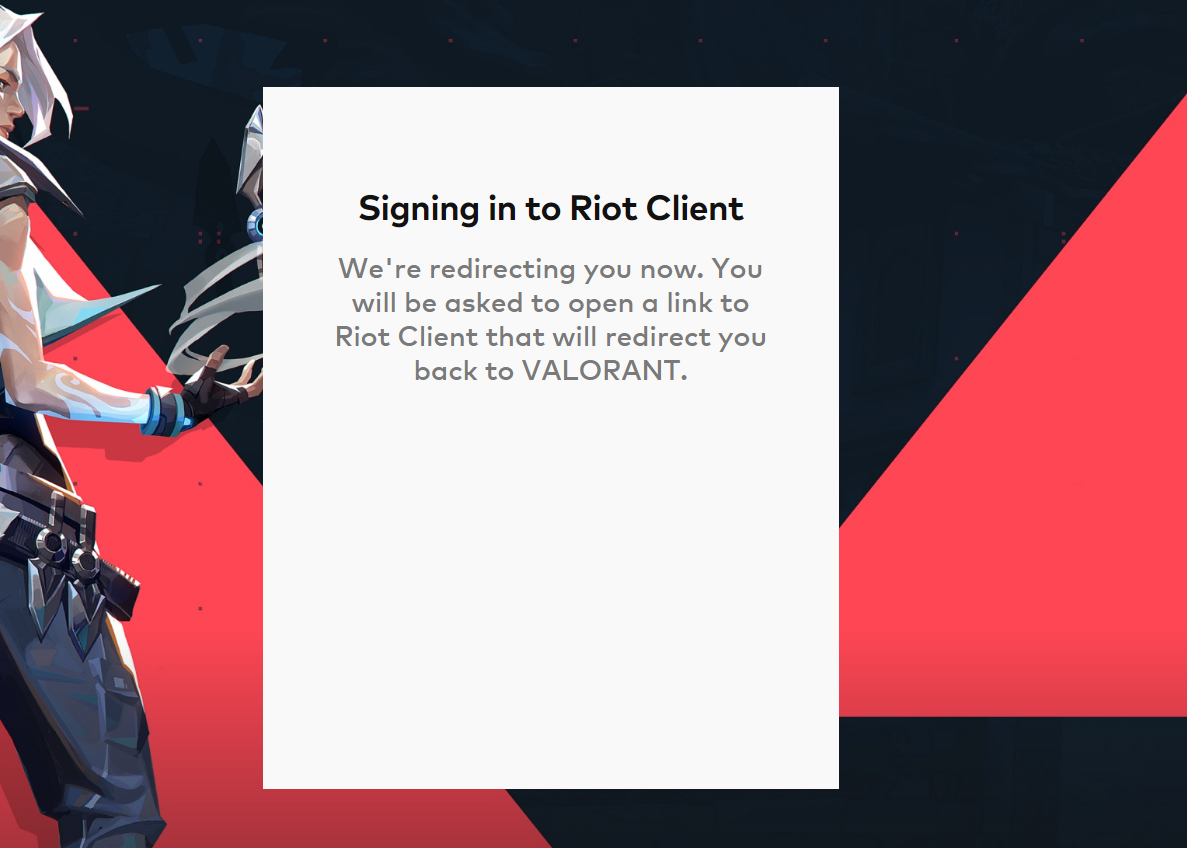 Signing in to Riot Client
We're redirecting you now. You
will be asked to open a link to
Riot Client that will redirect you
back to VALORANT.